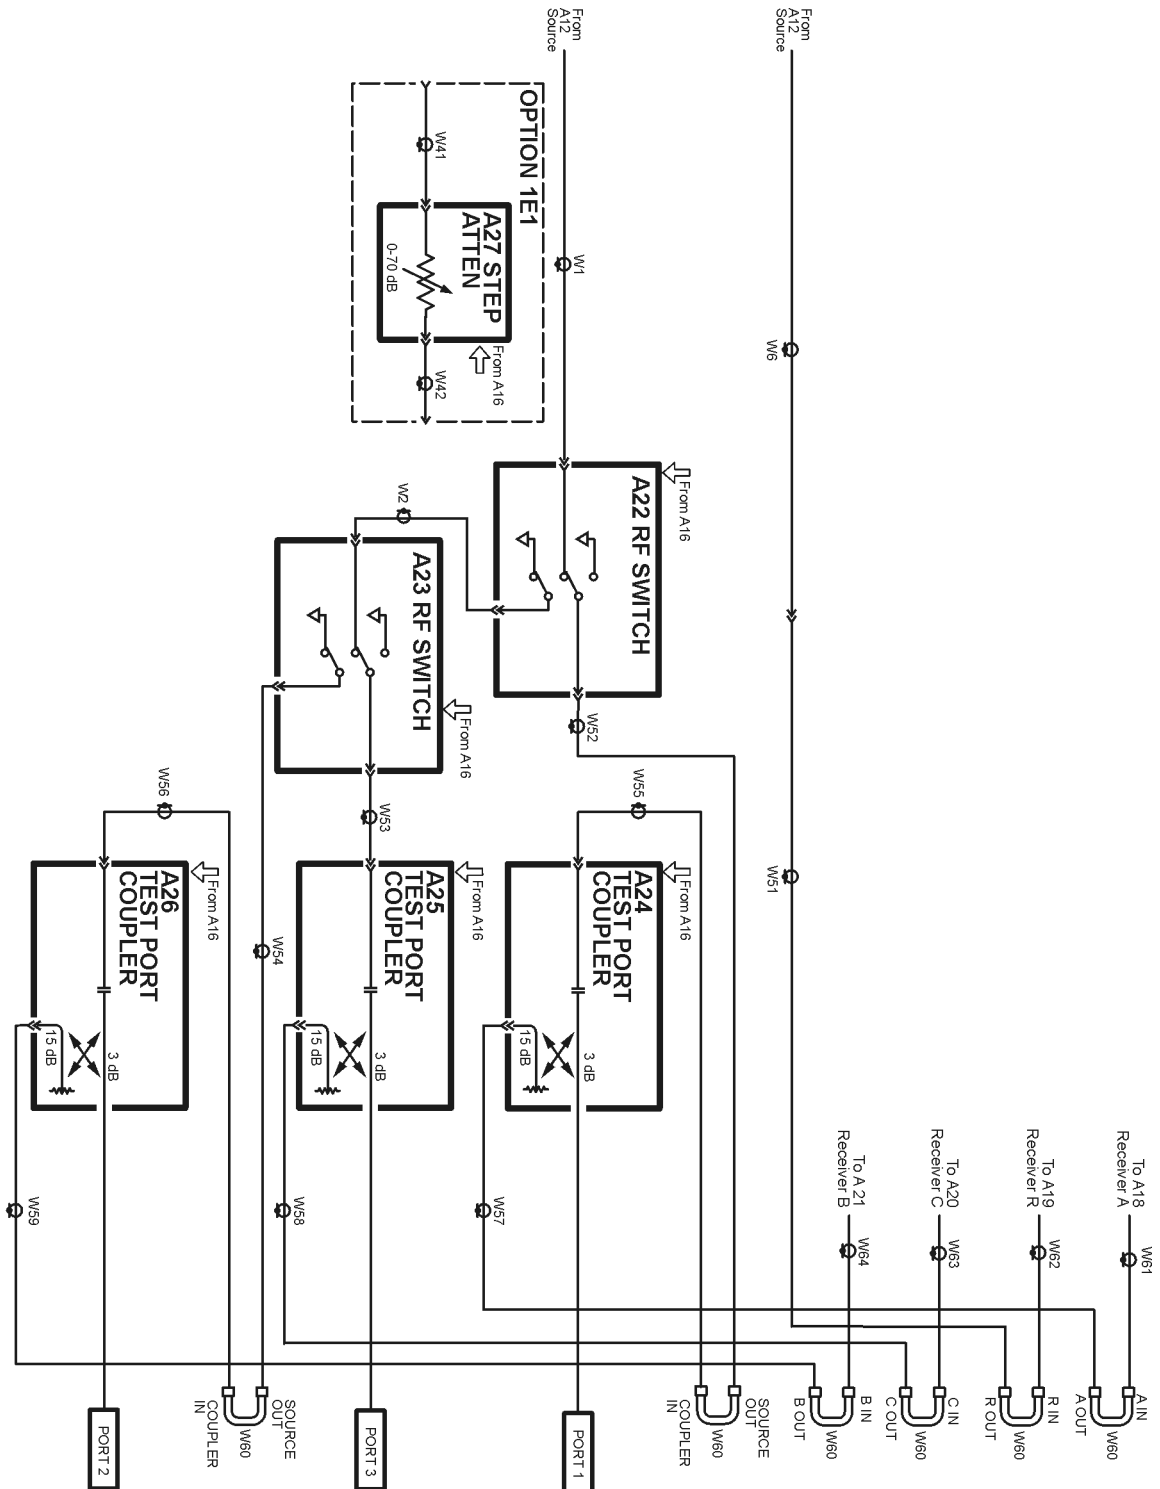 From
A12
Source
W6
W51
From
A12
Source
W1
OPTION 1E1
W41
A27 STEP
ATTEN
0-70 dB
From A16
W42
From A16
A22 RF SWITCH
W52
W2
A23 RF SWITCH
From A16
W53
W54
W55
From A16
A24
TEST PORT
COUPLER
3 dB
15 dB
W57
From A16
A25
TEST PORT
COUPLER
3 dB
15 dB
W58
W56
From A16
A26
TEST PORT
COUPLER
3 dB
15 dB
W59
To A18
Receiver A
W61
A IN
W60
A OUT
To A19
Receiver R
W62
R IN
W60
R OUT
To A20
Receiver C
W63
C IN
W60
C OUT
To A 21
Receiver B
W64
B IN
W60
B OUT
SOURCE
OUT
W60
COUPLER
IN
PORT 1
PORT 3
SOURCE
OUT
W60
COUPLER
IN
PORT 2